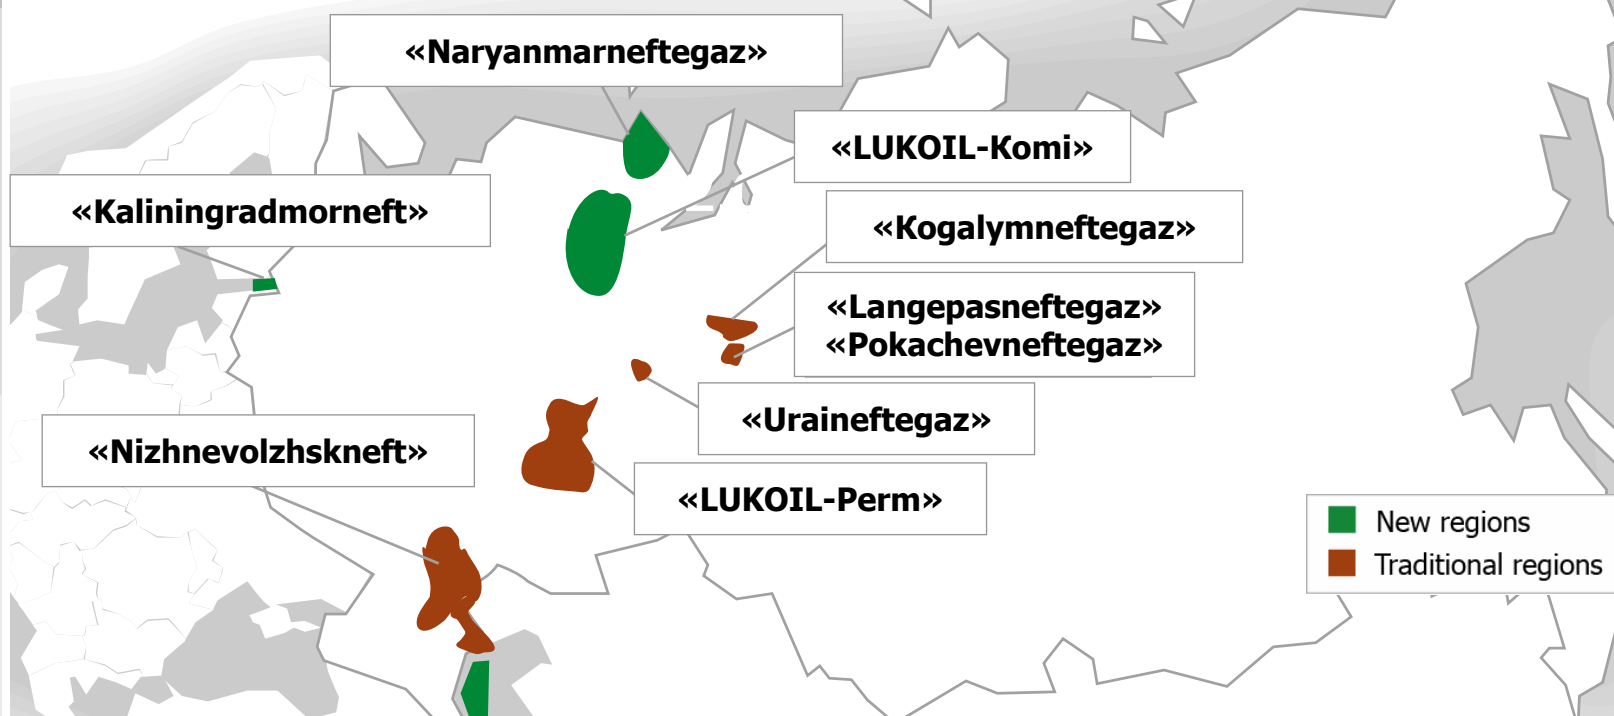 «Naryanmarneftegaz»
«LUKOIL-Komi»
«Kaliningradmorneft»
«Kogalymneftegaz»
«Langepasneftegaz»
«Pokachevneftegaz»
«Uraineftegaz»
«Nizhnevolzhskneft»
«LUKOIL-Perm»
New regions
Traditional regions